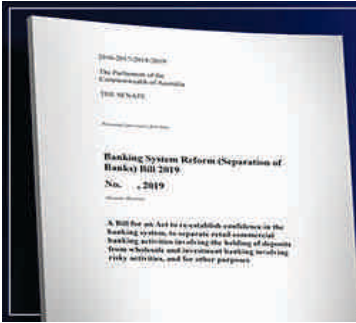 2016-2017-2018-2019
The Parliament of the
Commonwealth of Australia
THE SENATE
Banking System Reform (Separation of
Banks) Bill 2019
No. , 2019
A Bill for an Act to re-establish confidence in the
banking system, to separate retail commercial
banking activities involving the holding of deposits
from wholesale and investment banking involving
risky activities, and for other purposes